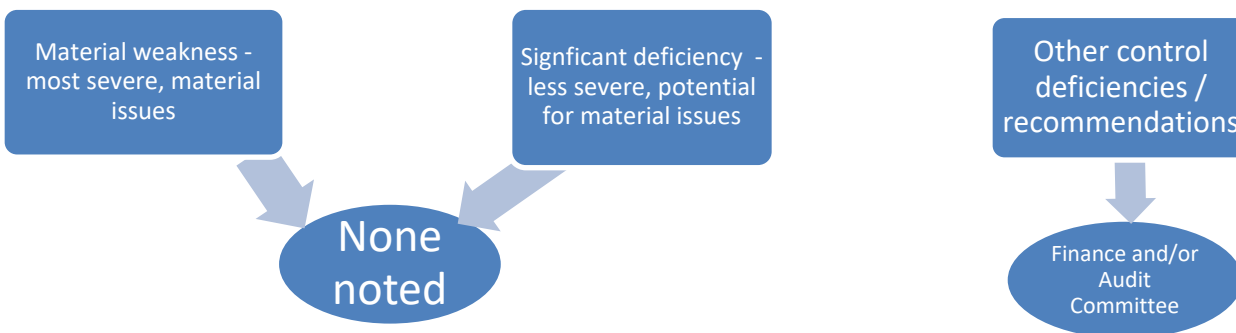 Material weakness -
most severe, material
issues
Signficant deficiency -
less severe, potential
for material issues
Other control
deficiencies /
recommendations
None
noted
Finance and/or
Audit
Committee